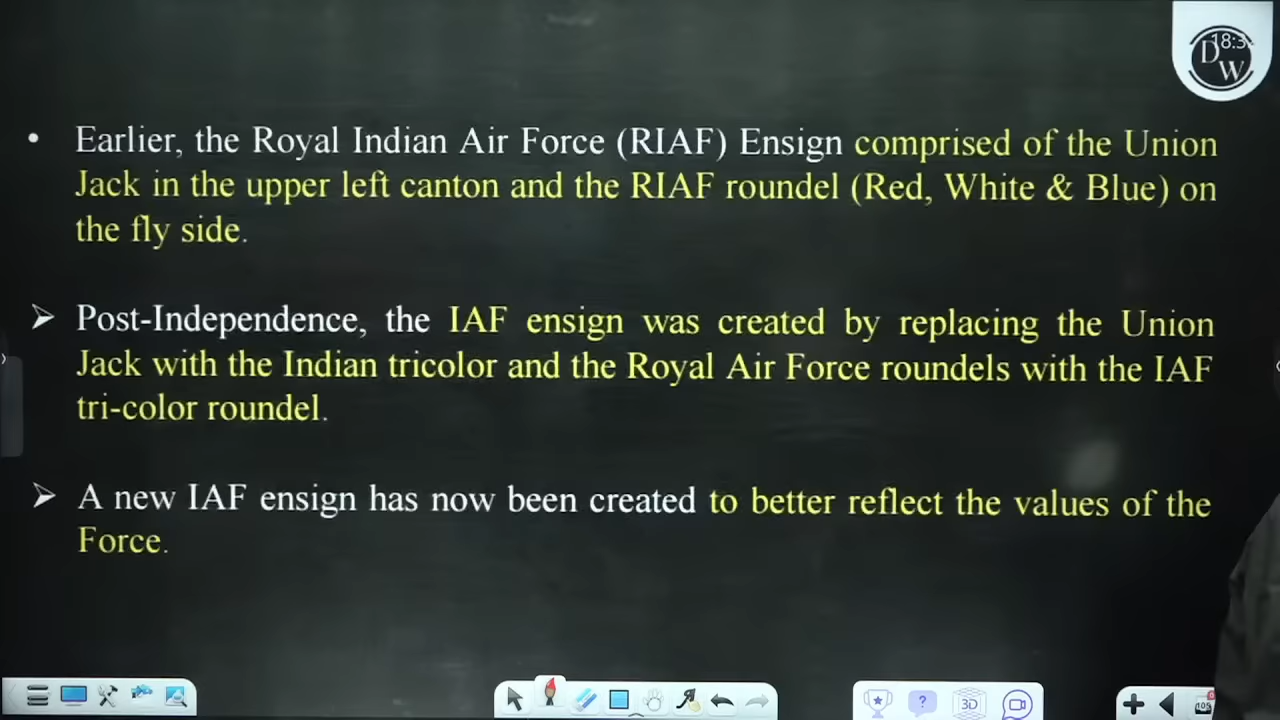 18:3
D
W
• Earlier, the Royal Indian Air Force (RIAF) Ensign comprised of the Union
Jack in the upper left canton and the RIAF roundel (Red, White & Blue) on
the fly side.
➢ Post-Independence, the IAF ensign was created by replacing the Union
Jack with the Indian tricolor and the Royal Air Force roundels with the IAF
tri-color roundel.
➢ A new IAF ensign has now been created to better reflect the values of the
Force.
3D